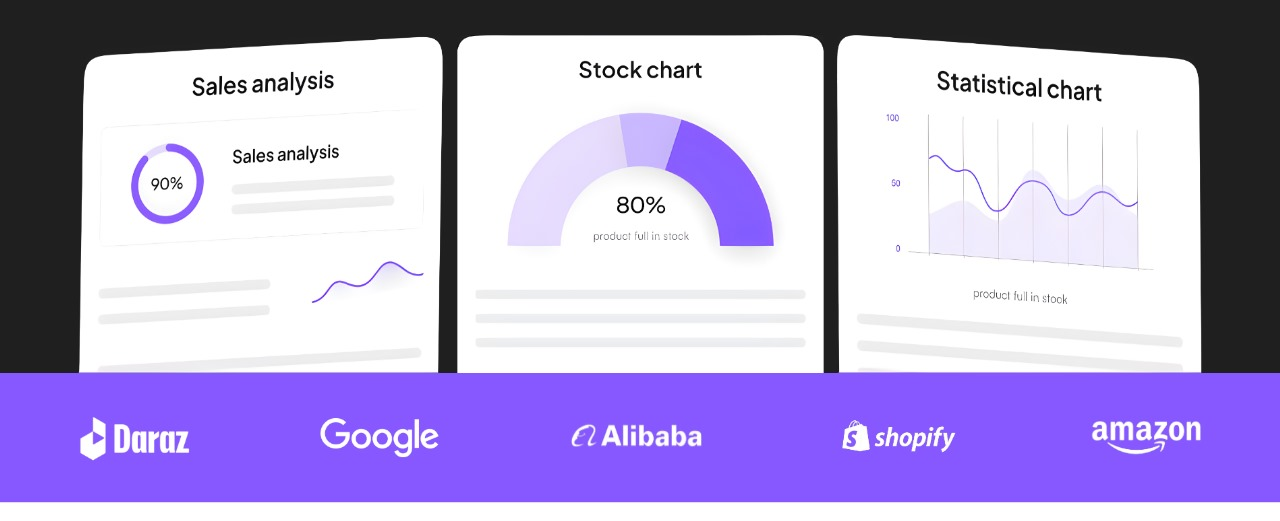 Sales analysis
90%
Sales analysis
Stock chart
80%
product full in stock
Statistical chart
100
50
0
product full in stock
Daraz
Google
Alibaba
shopify
amazon